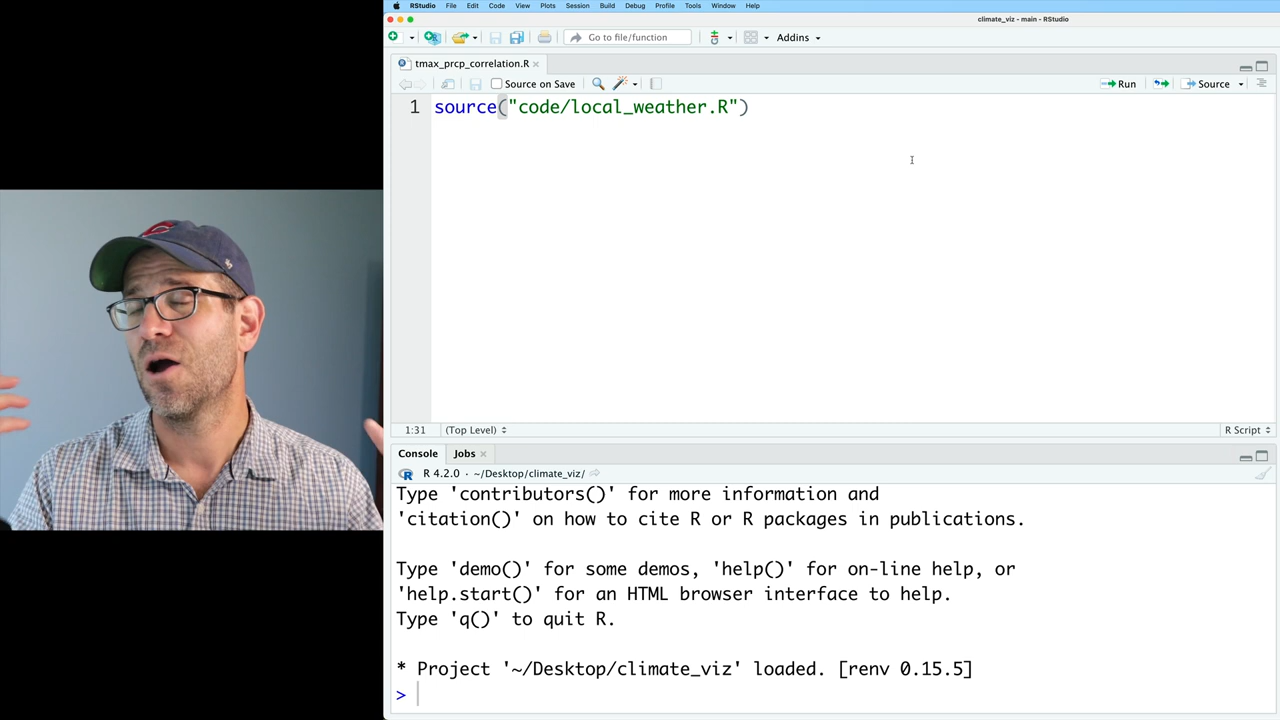 RStudio File Edit Code View Plots Session Build Debug Profile Tools Window Help
climate_viz - main - RStudio
Go to file/function Addins
tmax_prcp_correlation.R
Source on Save Run Source
1 source("code/local_weather.R")
1:31 (Top Level) R Script
Console Jobs
R 4.2.0 · ~/Desktop/climate_viz/
Type 'contributors()' for more information and
'citation()' on how to cite R or R packages in publications.
Type 'demo()' for some demos, 'help()' for on-line help, or
'help.start()' for an HTML browser interface to help.
Type 'q()' to quit R.
* Project '~/Desktop/climate_viz' loaded. [renv 0.15.5]
>